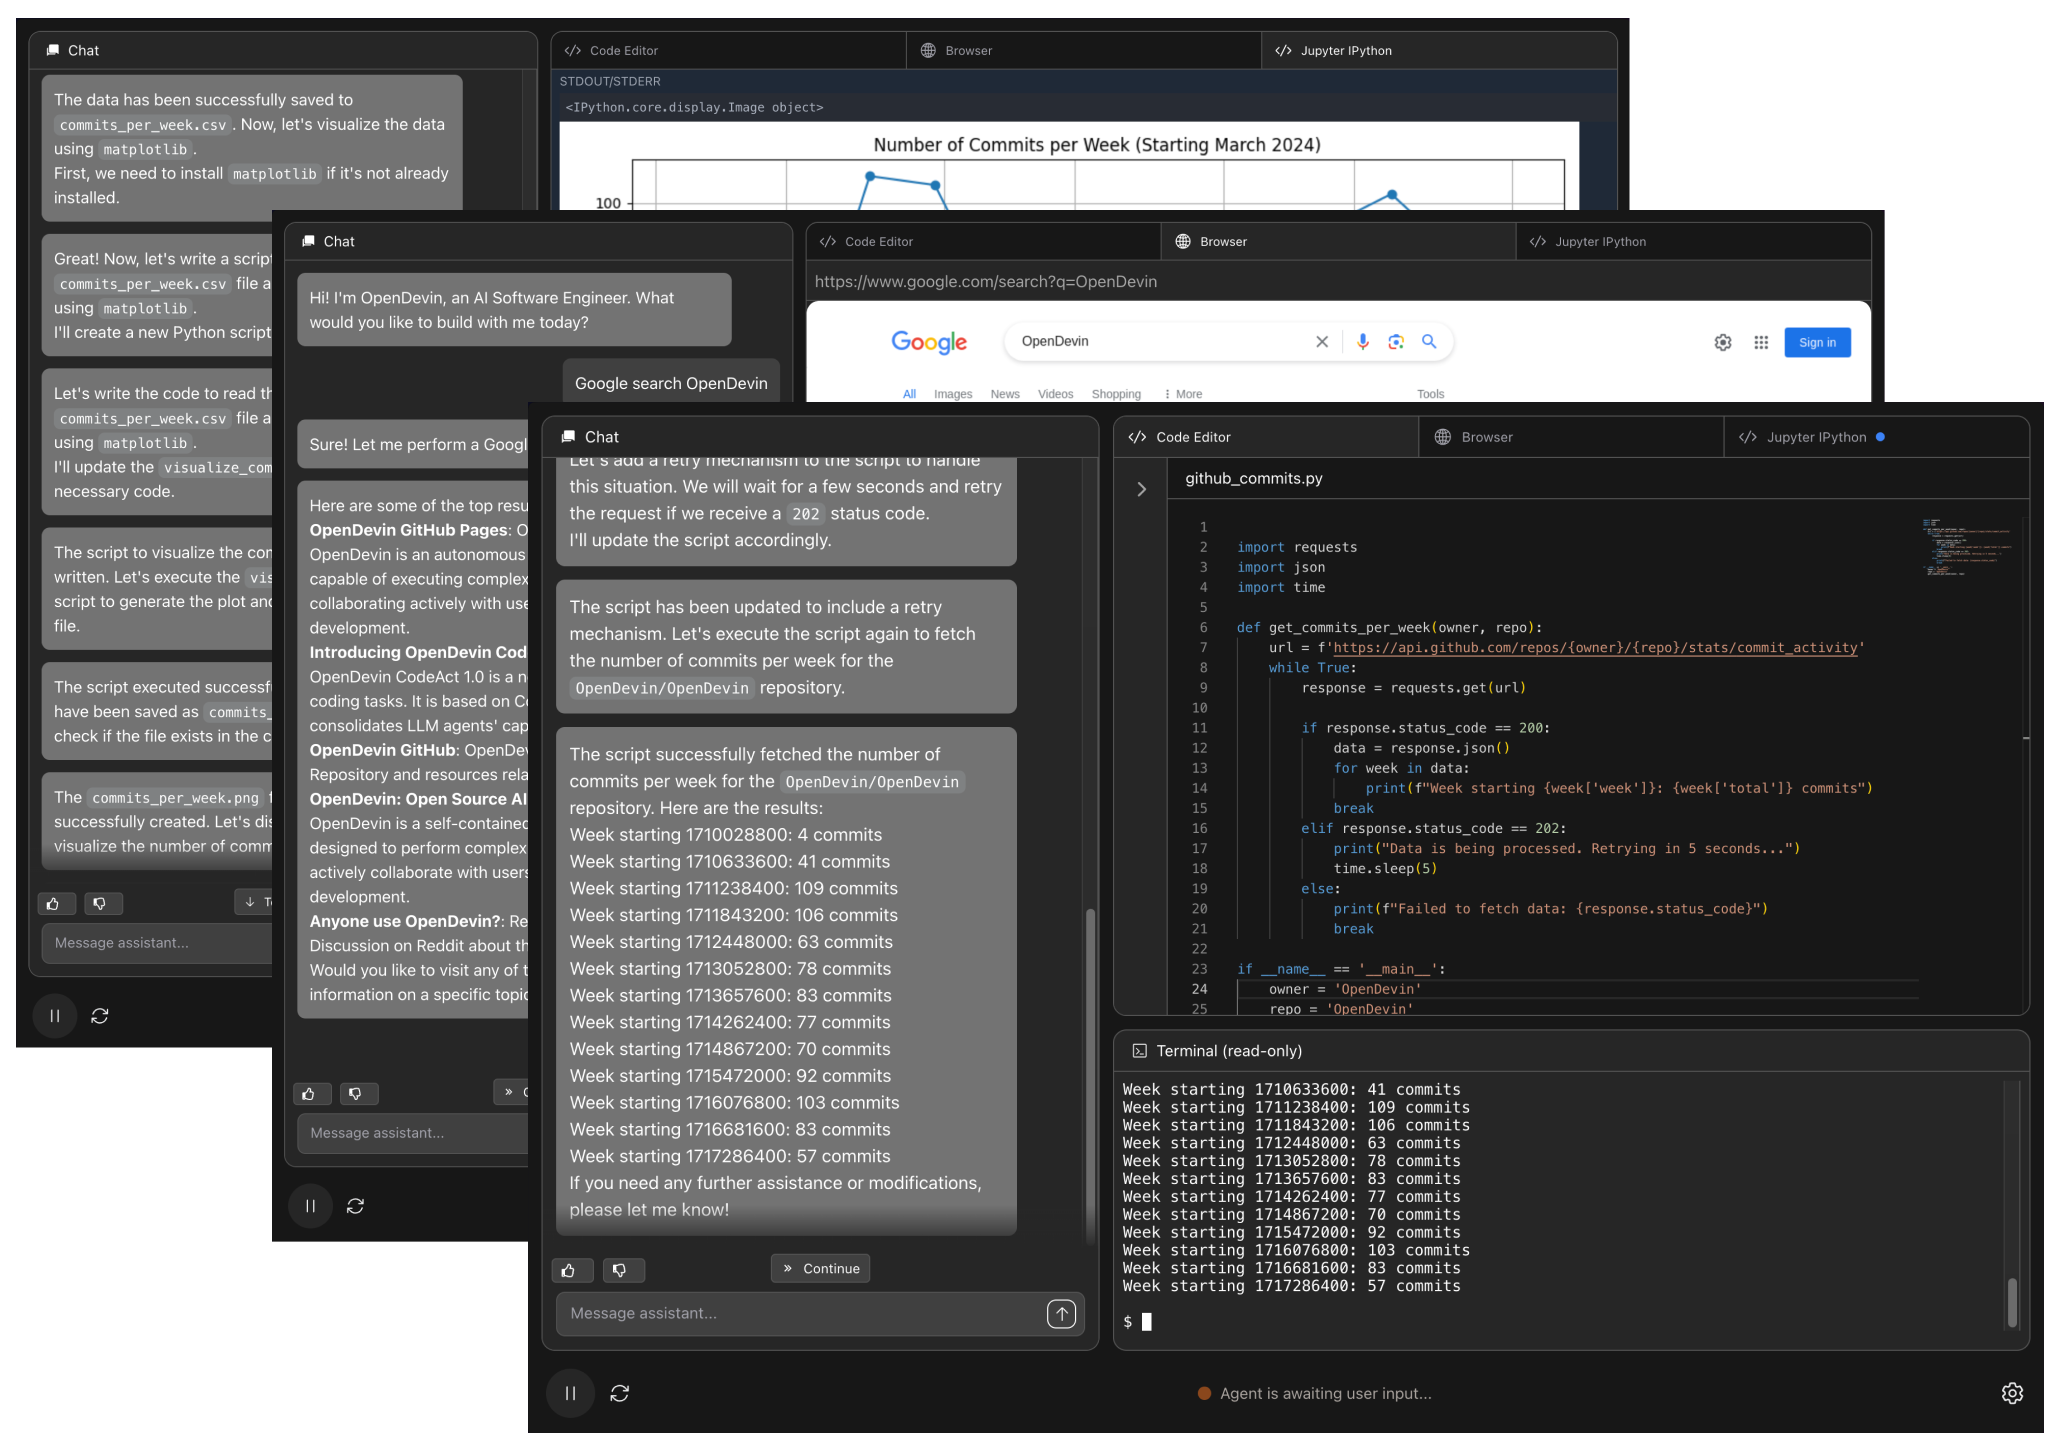 Chat
The data has been successfully saved to
commits_per_week.csv. Now, let's visualize the data
using matplotlib.
First, we need to install matplotlib if it's not already
installed.
Great! Now, let's write a scrip
commits_per_week.csv file a
using matplotlib.
I'll create a new Python script
Let's write the code to read th
commits_per_week.csv file a
using matplotlib.
I'll update the visualize_com
necessary code.
The script to visualize the con
written. Let's execute the vis
script to generate the plot and
file.
The script executed successf
have been saved as commits_
check if the file exists in the c
The commits_per_week.png f
successfully created. Let's dis
visualize the number of comm
Message assistant...
Code Editor
Browser
Jupyter IPython
STDOUT/STDERR
<IPython.core.display.Image object>
Number of Commits per Week (Starting March 2024)
100
Chat
Hi! I'm OpenDevin, an AI Software Engineer. What
would you like to build with me today?
Google search OpenDevin
Sure! Let me perform a Googl
Here are some of the top resu
OpenDevin GitHub Pages: O
OpenDevin is an autonomous
capable of executing complex
collaborating actively with use
development.
Introducing OpenDevin Cod
OpenDevin CodeAct 1.0 is a n
coding tasks. It is based on Co
consolidates LLM agents' cap
OpenDevin GitHub: OpenDev
Repository and resources rela
OpenDevin: Open Source AI
OpenDevin is a self-contained
designed to perform complex
actively collaborate with users
development.
Anyone use OpenDevin?: Re
Discussion on Reddit about th
Would you like to visit any of t
information on a specific topic
Message assistant...
Code Editor
Browser
Jupyter IPython
https://www.google.com/search?q=OpenDevin
Google
OpenDevin
Sign in
All Images News Videos Shopping More Tools
Chat
Let's add a retry mechanism to the script to handle
this situation. We will wait for a few seconds and retry
the request if we receive a 202 status code.
I'll update the script accordingly.
The script has been updated to include a retry
mechanism. Let's execute the script again to fetch
the number of commits per week for the
OpenDevin/OpenDevin repository.
The script successfully fetched the number of
commits per week for the OpenDevin/OpenDevin
repository. Here are the results:
Week starting 1710028800: 4 commits
Week starting 1710633600: 41 commits
Week starting 1711238400: 109 commits
Week starting 1711843200: 106 commits
Week starting 1712448000: 63 commits
Week starting 1713052800: 78 commits
Week starting 1713657600: 83 commits
Week starting 1714262400: 77 commits
Week starting 1714867200: 70 commits
Week starting 1715472000: 92 commits
Week starting 1716076800: 103 commits
Week starting 1716681600: 83 commits
Week starting 1717286400: 57 commits
If you need any further assistance or modifications,
please let me know!
Continue
Message assistant...
Code Editor
Browser
Jupyter IPython
github_commits.py
1
2 import requests
3 import json
4 import time
5
6 def get_commits_per_week(owner, repo):
7 url = f'https://api.github.com/repos/{owner}/{repo}/stats/commit_activity'
8 while True:
9 response = requests.get(url)
10
11 if response.status_code == 200:
12 data = response.json()
13 for week in data:
14 print(f"Week starting {week['week']}: {week['total']} commits")
15 break
16 elif response.status_code == 202:
17 print("Data is being processed. Retrying in 5 seconds...")
18 time.sleep(5)
19 else:
20 print(f"Failed to fetch data: {response.status_code}")
21 break
22
23 if __name__ == '__main__':
24 owner = 'OpenDevin'
25 repo = 'OpenDevin'
Terminal (read-only)
Week starting 1710633600: 41 commits
Week starting 1711238400: 109 commits
Week starting 1711843200: 106 commits
Week starting 1712448000: 63 commits
Week starting 1713052800: 78 commits
Week starting 1713657600: 83 commits
Week starting 1714262400: 77 commits
Week starting 1714867200: 70 commits
Week starting 1715472000: 92 commits
Week starting 1716076800: 103 commits
Week starting 1716681600: 83 commits
Week starting 1717286400: 57 commits
$
Agent is awaiting user input...